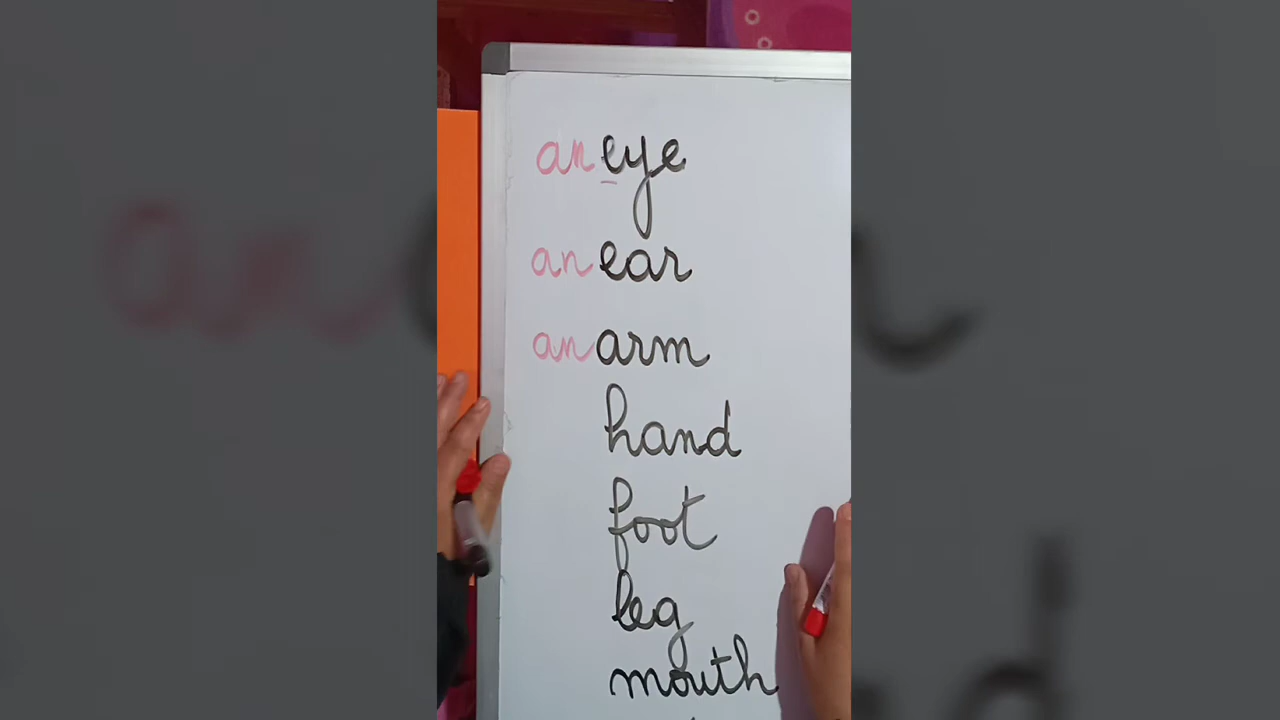 an eye
an ear
an arm
hand
foot
leg
mouth